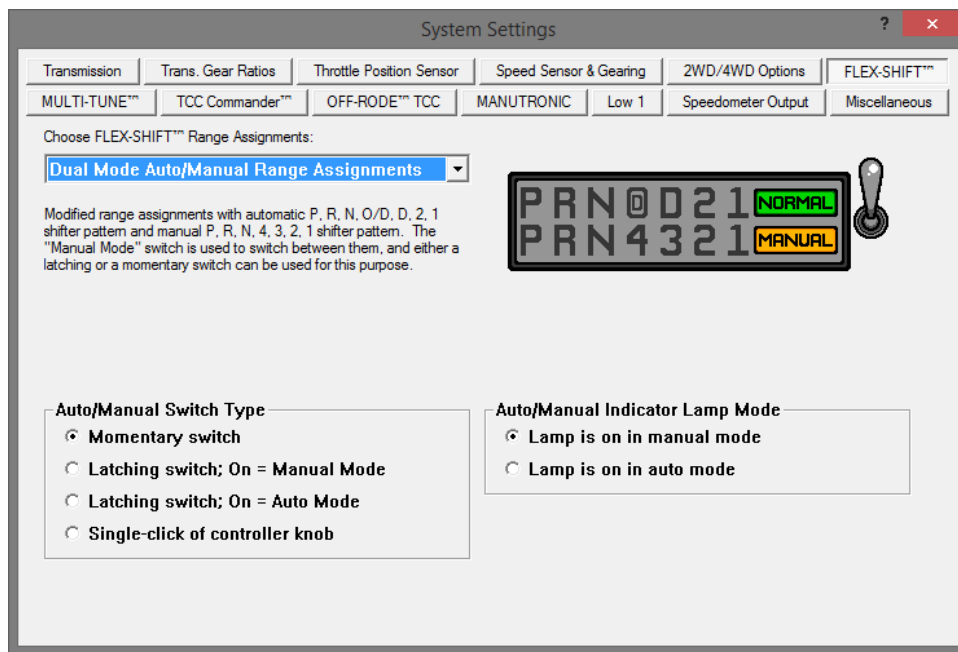 System Settings
?
×
Transmission
Trans. Gear Ratios
Throttle Position Sensor
Speed Sensor & Gearing
2WD/4WD Options
FLEX-SHIFT™
MULTI-TUNE™
TCC Commander™
OFF-RODE™ TCC
MANUTRONIC
Low 1
Speedometer Output
Miscellaneous
Choose FLEX-SHIFT™ Range Assignments:
Dual Mode Auto/Manual Range Assignments
Modified range assignments with automatic P, R, N, O/D, D, 2, 1
shifter pattern and manual P, R, N, 4, 3, 2, 1 shifter pattern. The
"Manual Mode" switch is used to switch between them, and either a
latching or a momentary switch can be used for this purpose.
P R N D D 2 1 NORMAL
P R N 4 3 2 1 MANUAL
Auto/Manual Switch Type
Momentary switch
Latching switch; On = Manual Mode
Latching switch; On = Auto Mode
Single-click of controller knob
Auto/Manual Indicator Lamp Mode
Lamp is on in manual mode
Lamp is on in auto mode